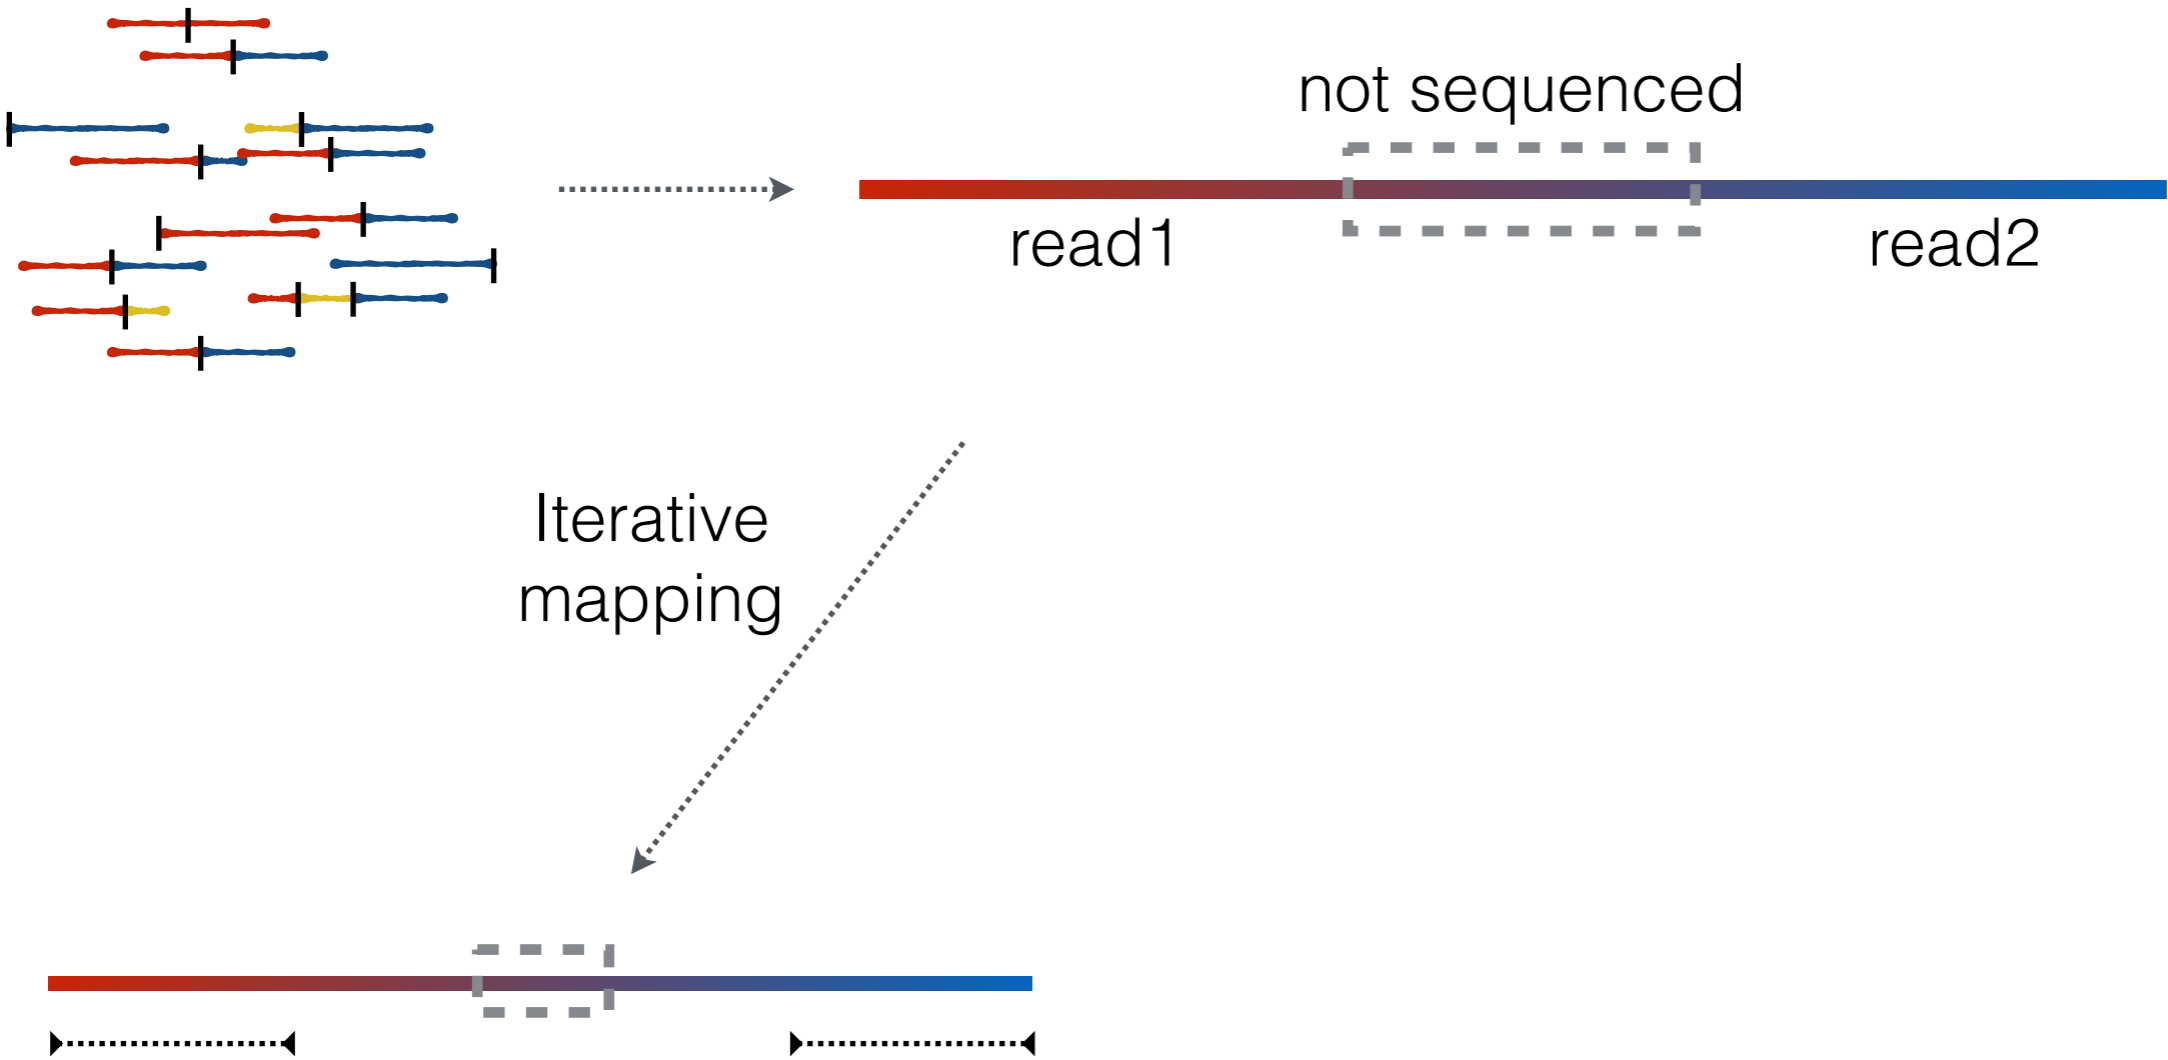 not sequenced
read1
read2
Iterative
mapping